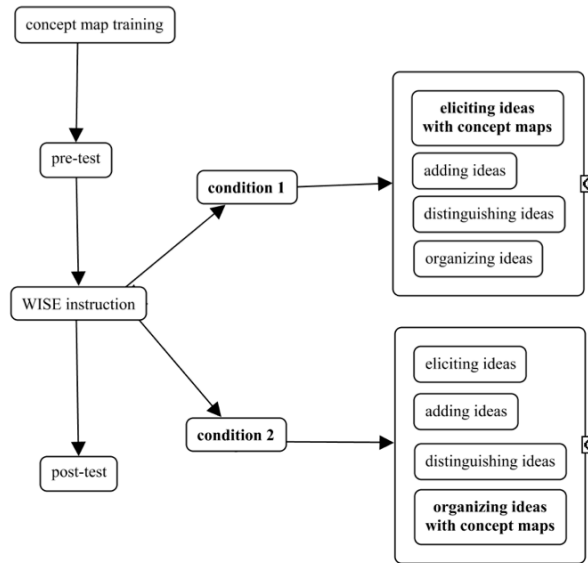 concept map training
pre-test
WISE instruction
post-test
condition 1
eliciting ideas
with concept maps
adding ideas
distinguishing ideas
organizing ideas
condition 2
eliciting ideas
adding ideas
distinguishing ideas
organizing ideas
with concept maps